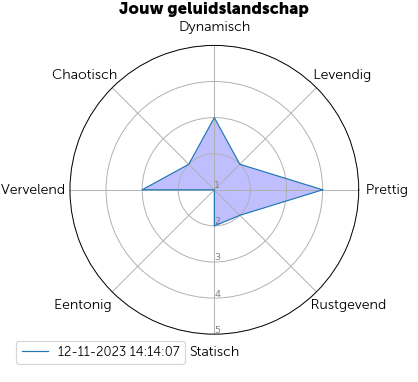 Jouw geluidslandschap
Dynamisch
Chaotisch
Levendig
Vervelend
1
Prettig
2
3
4
Eentonig
Rustgevend
5
12-11-2023 14:14:07
Statisch